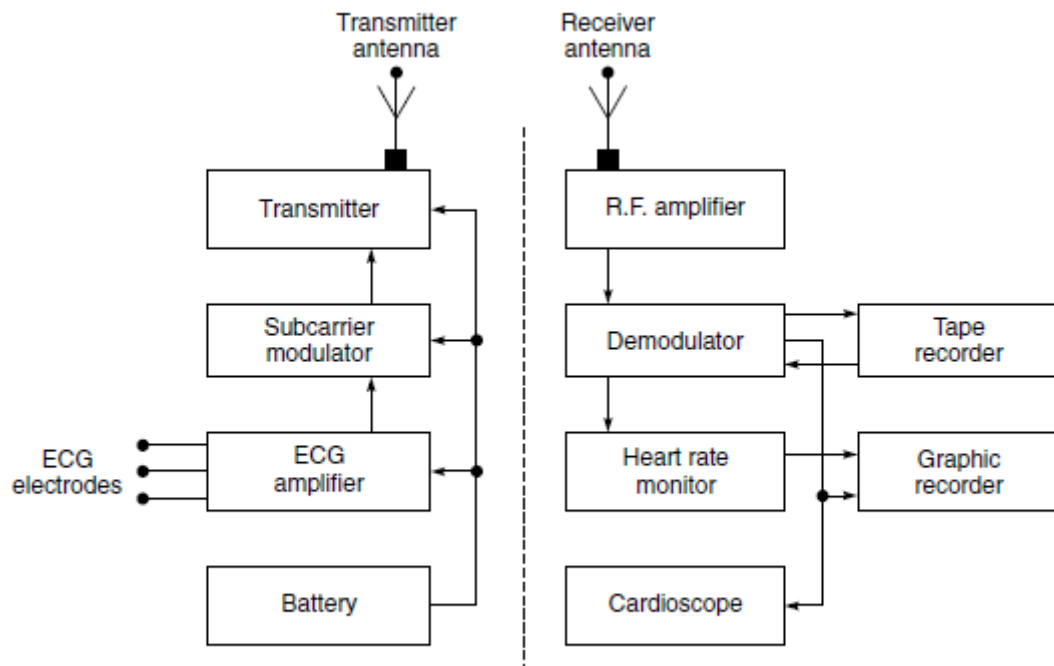 Transmitter
antenna
Receiver
antenna
Transmitter
R.F. amplifier
Subcarrier
modulator
Demodulator
Tape
recorder
ECG
electrodes
ECG
amplifier
Heart rate
monitor
Graphic
recorder
Battery
Cardioscope